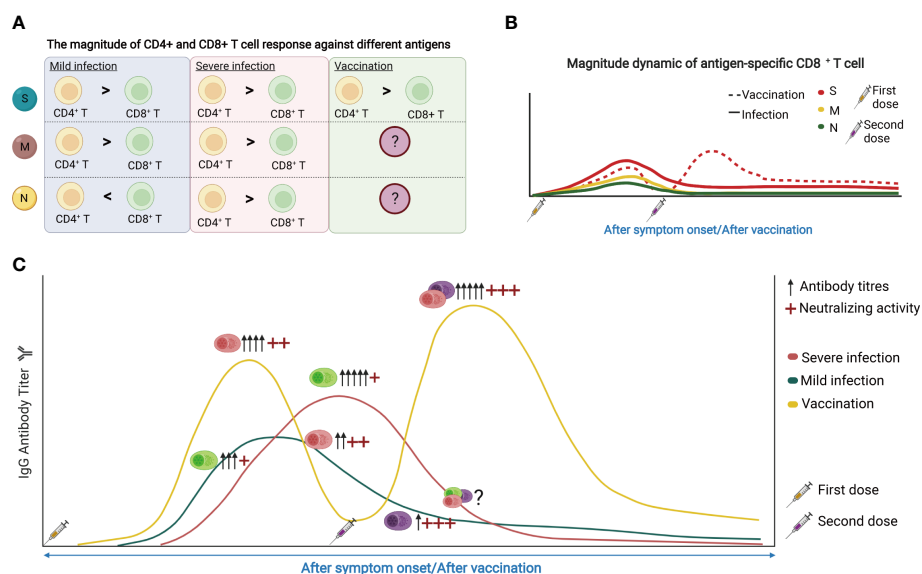 A
The magnitude of CD4+ and CD8+ T cell response against different antigens
Mild infection
Severe infection
Vaccination
S
>
>
>
CD4⁺ T
CD8⁺ T
CD4⁺ T
CD8⁺ T
CD4⁺ T
CD8+ T
M
>
>
?
CD4⁺ T
CD8⁺ T
CD4⁺ T
CD8⁺ T
N
<
>
?
CD4⁺ T
CD8⁺ T
CD4⁺ T
CD8⁺ T
B
Magnitude dynamic of antigen-specific CD8 ⁺ T cell
Vaccination
Infection
S
M
N
First
dose
Second
dose
After symptom onset/After vaccination
C
IgG Antibody Titer
++
+
+
++
+++
+++
?
Antibody titres
+ Neutralizing activity
Severe infection
Mild infection
Vaccination
First dose
Second dose
After symptom onset/After vaccination